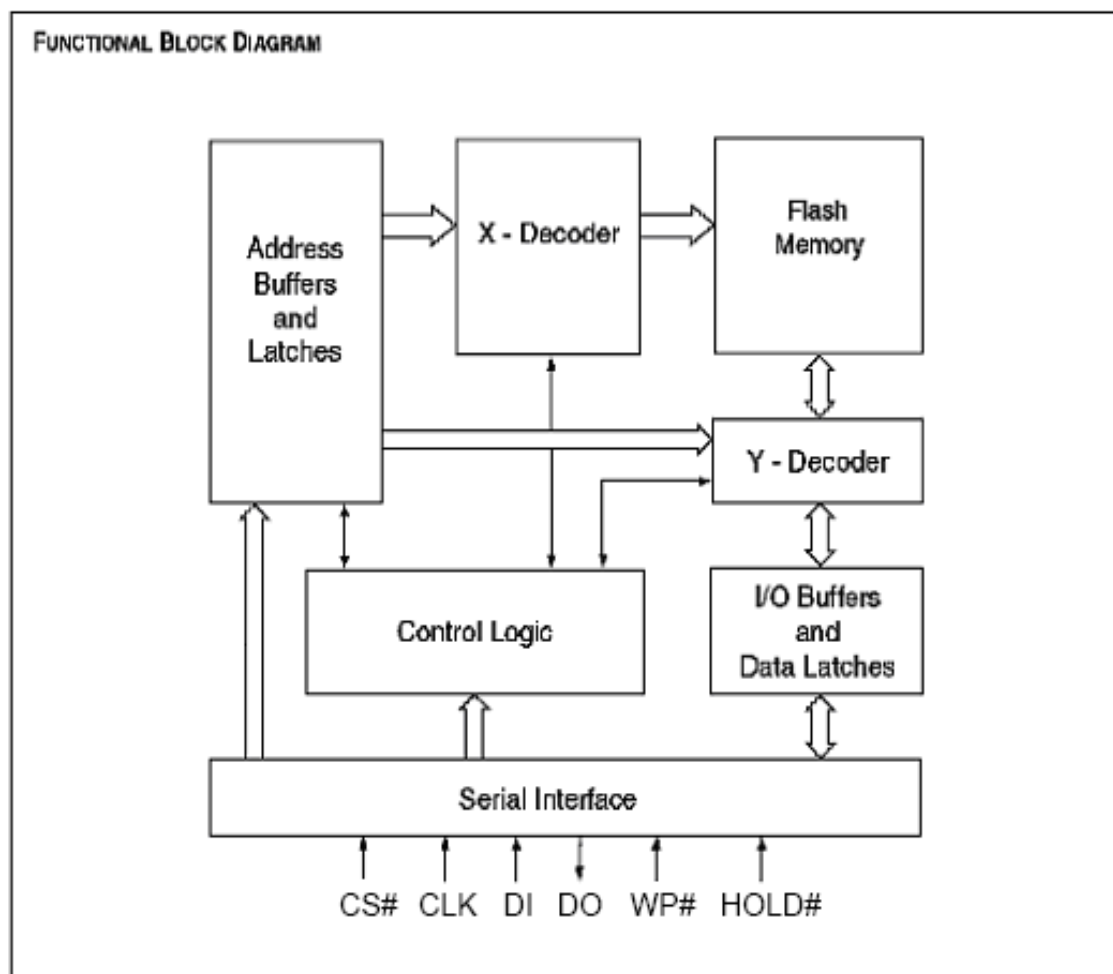 FUNCTIONAL BLOCK DIAGRAM
Address
Buffers
and
Latches
X - Decoder
Flash
Memory
Y - Decoder
Control Logic
I/O Buffers
and
Data Latches
Serial Interface
CS# CLK DI DO WP# HOLD#